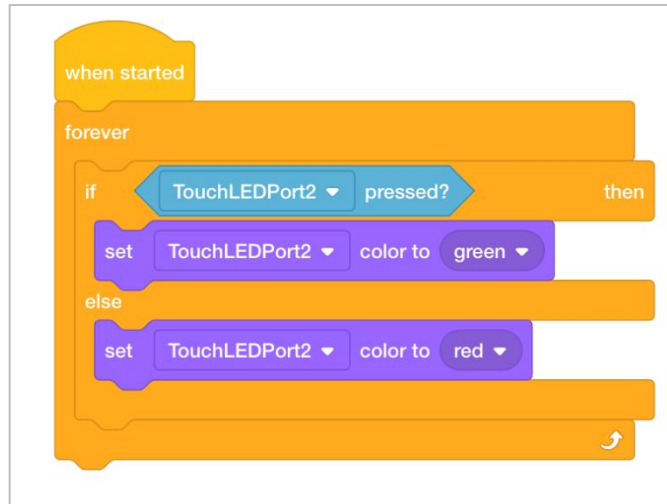 when started
forever
if TouchLEDPort2 pressed? then
set TouchLEDPort2 color to green
else
set TouchLEDPort2 color to red